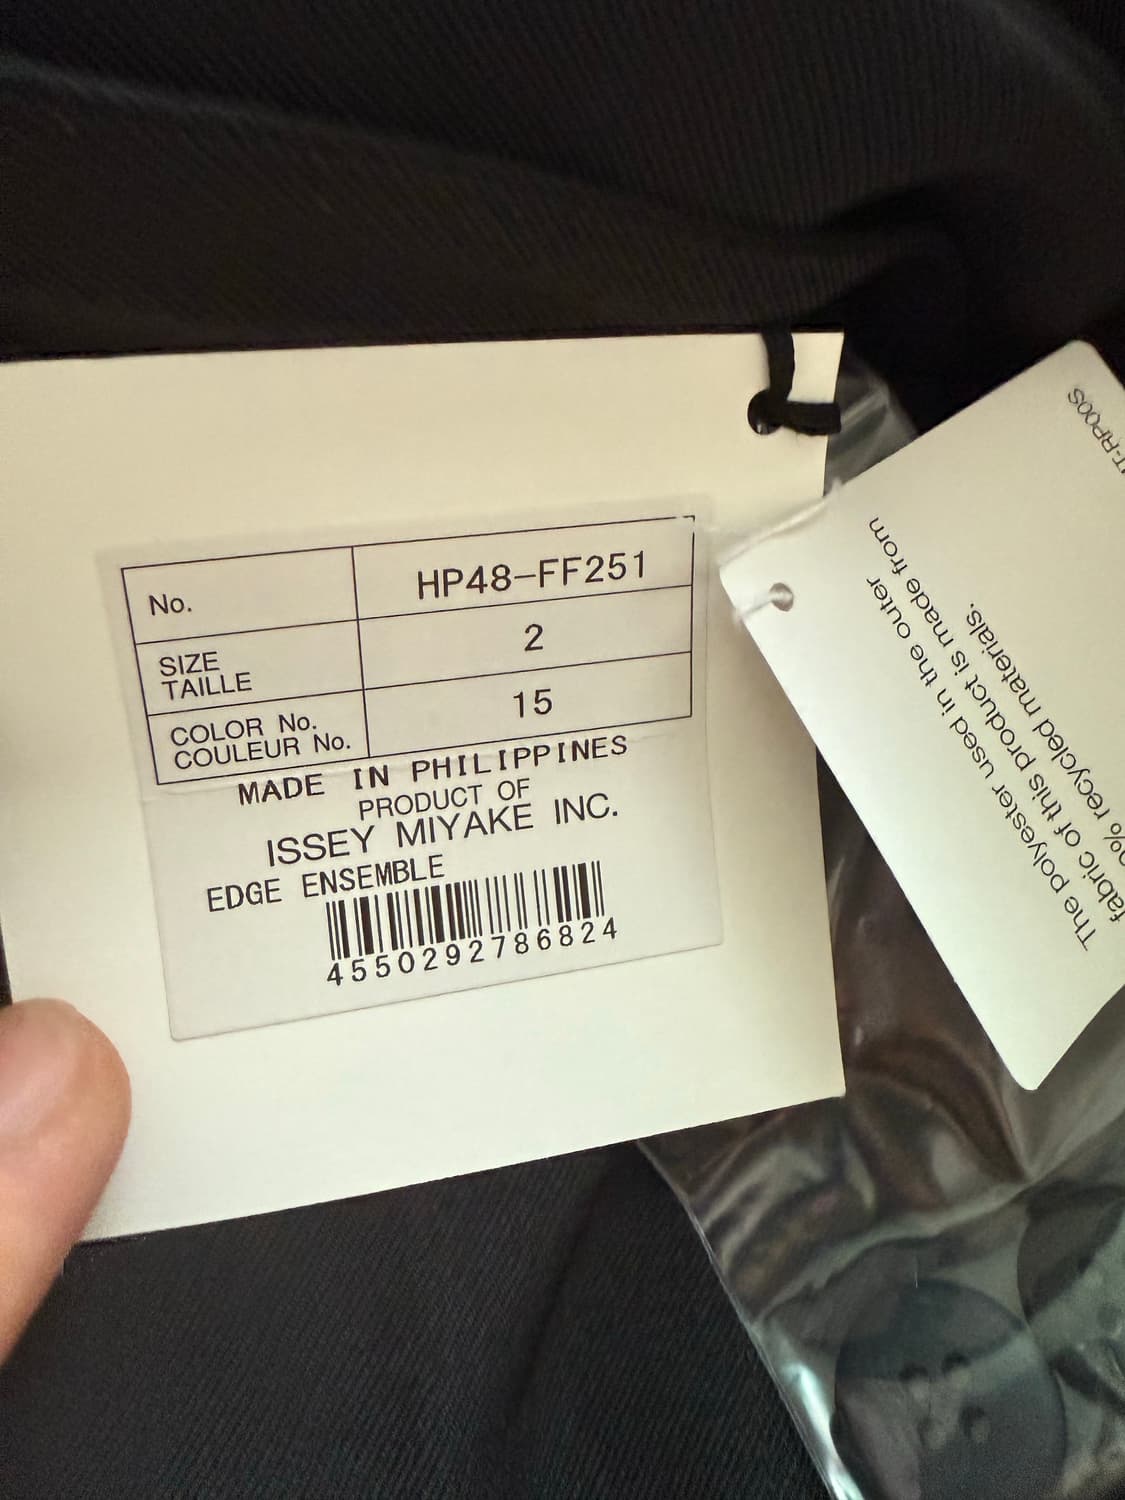 No. HP48-FF251
SIZE
TAILLE 2
COLOR No.
COULEUR No. 15
MADE IN PHILIPPINES
PRODUCT OF
ISSEY MIYAKE INC.
EDGE ENSEMBLE
4550292786824
T-RP00S
The polyester used in the outer
fabric of this product is made from
% recycled materials.